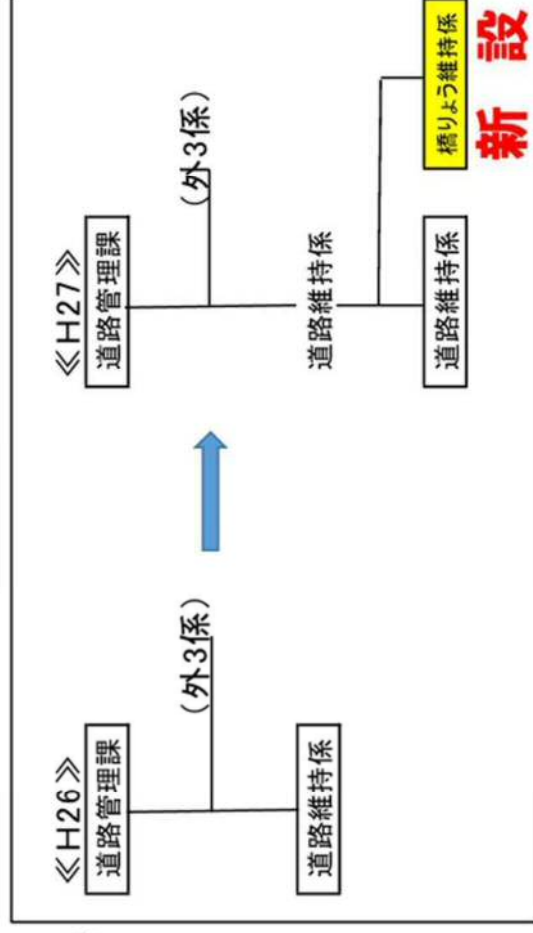 ≪H26≫
道路管理課
(外3係)
道路維持係
≪H27≫
道路管理課
(外3係)
道路維持係
道路維持係
橋りょう維持係
新 設